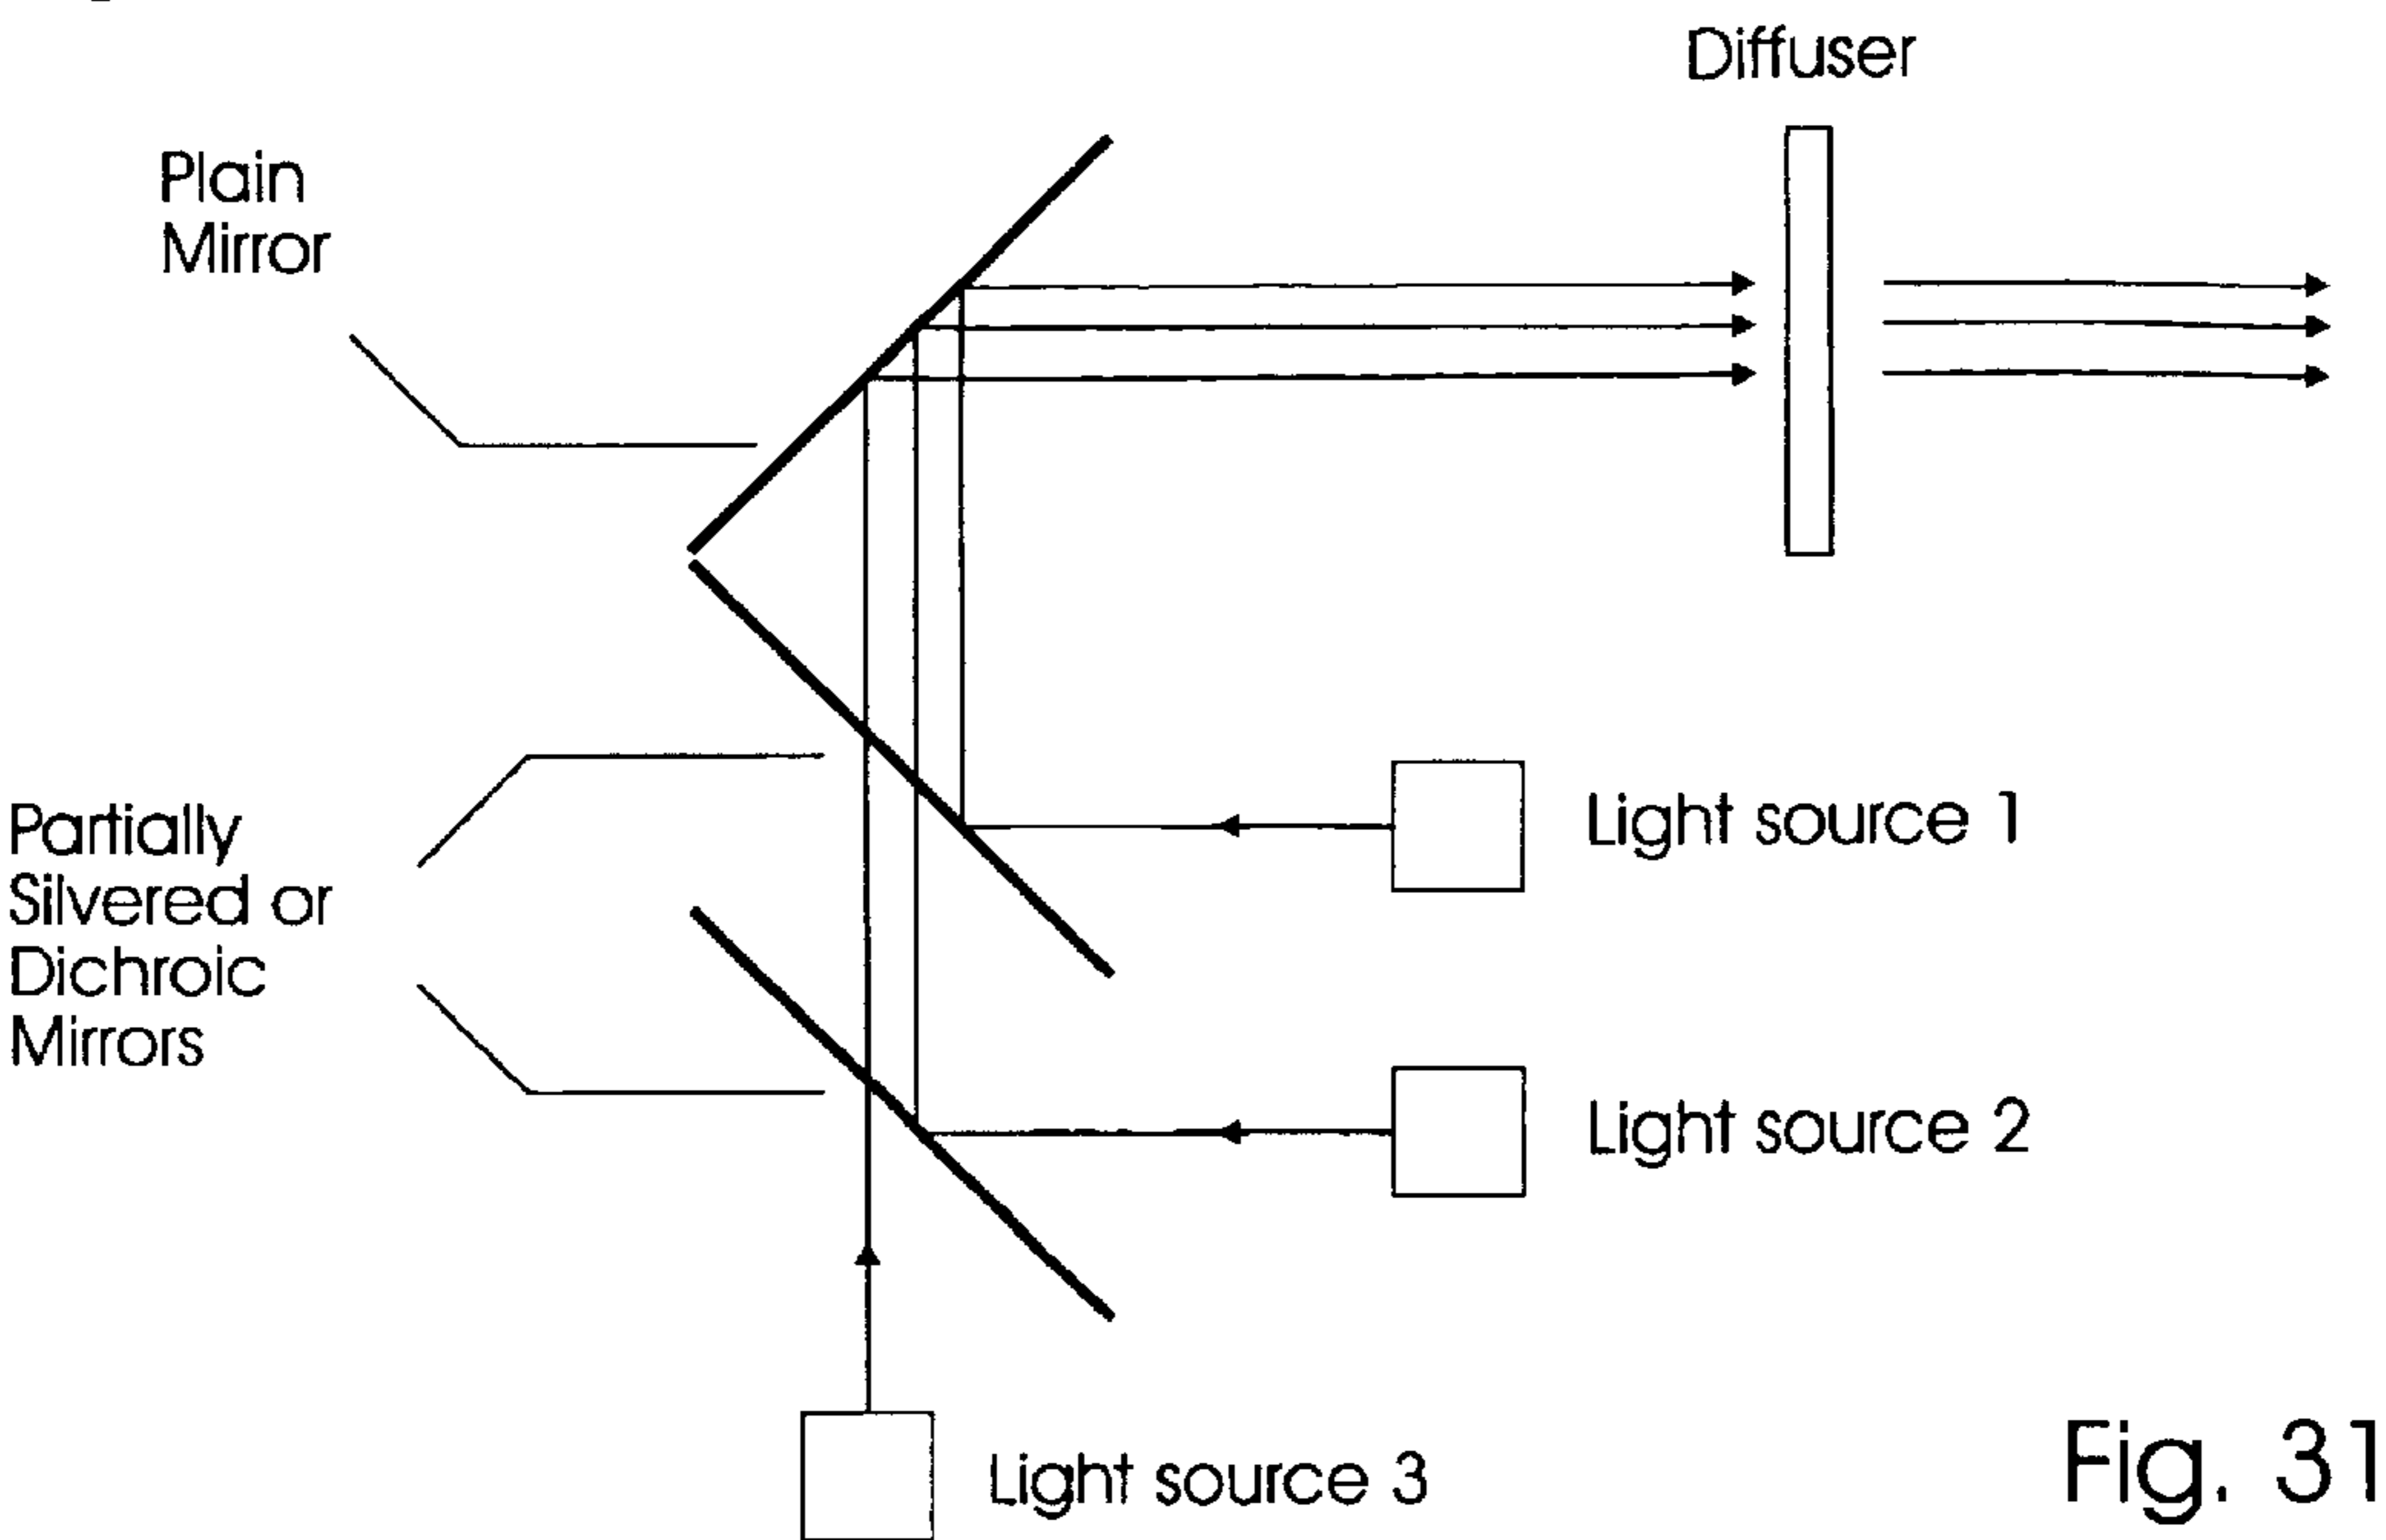 Diffuser
Plain
Mirror
Partially
Silvered or
Dichroic
Mirrors
Light source 1
Light source 2
Light source 3
Fig. 31